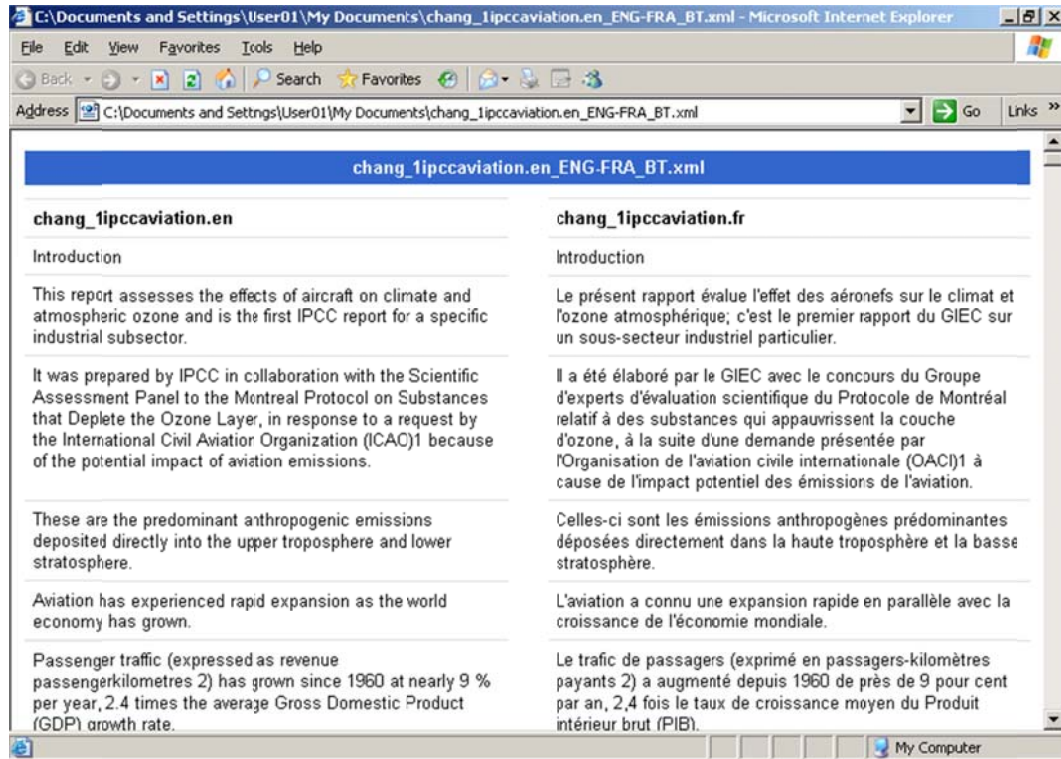 C:\Documents and Settings\User01\My Documents\chang_1ipccaviation.en_ENG-FRA_BT.xml - Microsoft Internet Explorer
File Edit View Favorites Tools Help
Back Search Favorites
Address C:\Documents and Settings\User01\My Documents\chang_1ipccaviation.en_ENG-FRA_BT.xml Go Links »
chang_1ipccaviation.en_ENG-FRA_BT.xml
chang_1ipccaviation.en
Introduction
This report assesses the effects of aircraft on climate and
atmospheric ozone and is the first IPCC report for a specific
industrial subsector.
It was prepared by IPCC in collaboration with the Scientific
Assessment Panel to the Montreal Protocol on Substances
that Deplete the Ozone Layer, in response to a request by
the International Civil Aviation Organization (ICAO)1 because
of the potential impact of aviation emissions.
These are the predominant anthropogenic emissions
deposited directly into the upper troposphere and lower
stratosphere.
Aviation has experienced rapid expansion as the world
economy has grown.
Passenger traffic (expressed as revenue
passengerkilometres 2) has grown since 1960 at nearly 9 %
per year, 2.4 times the average Gross Domestic Product
(GDP) growth rate.
chang_1ipccaviation.fr
Introduction
Le présent rapport évalue l'effet des aéronefs sur le climat et
l'ozone atmosphérique; c'est le premier rapport du GIEC sur
un sous-secteur industriel particulier.
Il a été élaboré par le GIEC avec le concours du Groupe
d'experts d'évaluation scientifique du Protocole de Montréal
relatif à des substances qui appauvrissent la couche
d'ozone, à la suite d'une demande présentée par
l'Organisation de l'aviation civile internationale (OACI)1 à
cause de l'impact potentiel des émissions de l'aviation.
Celles-ci sont les émissions anthropogènes prédominantes
déposées directement dans la haute troposphère et la basse
stratosphère.
L'aviation a connu une expansion rapide en parallèle avec la
croissance de l'économie mondiale.
Le trafic de passagers (exprimé en passagers-kilomètres
payants 2) a augmenté depuis 1960 de près de 9 pour cent
par an, 2,4 fois le taux de croissance moyen du Produit
intérieur brut (PIB).
My Computer